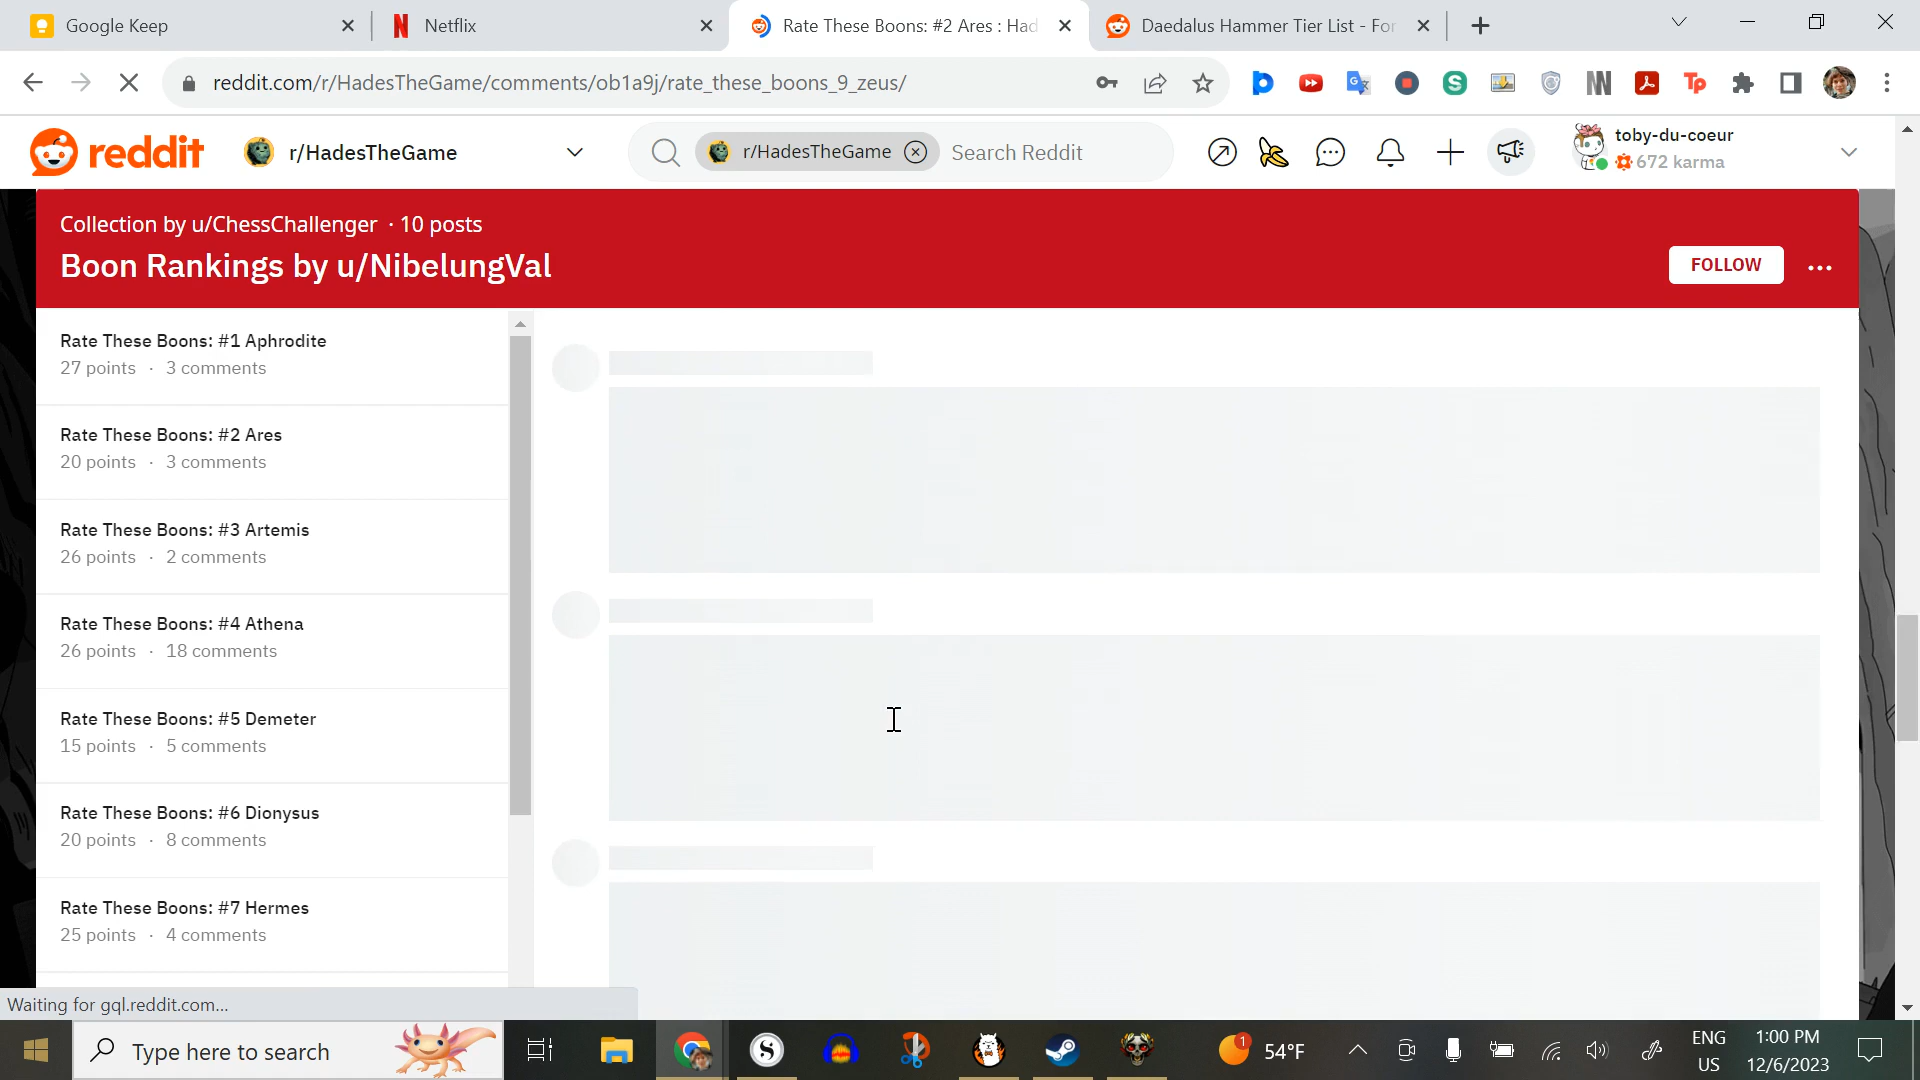 Google Keep
Netflix
Rate These Boons: #2 Ares : Had
Daedalus Hammer Tier List - For
reddit.com/r/HadesTheGame/comments/ob1a9j/rate_these_boons_9_zeus/
reddit
r/HadesTheGame
r/HadesTheGame
Search Reddit
toby-du-coeur
672 karma
Collection by u/ChessChallenger · 10 posts
Boon Rankings by u/NibelungVal
FOLLOW
Rate These Boons: #1 Aphrodite
27 points · 3 comments
Rate These Boons: #2 Ares
20 points · 3 comments
Rate These Boons: #3 Artemis
26 points · 2 comments
Rate These Boons: #4 Athena
26 points · 18 comments
Rate These Boons: #5 Demeter
15 points · 5 comments
Rate These Boons: #6 Dionysus
20 points · 8 comments
Rate These Boons: #7 Hermes
25 points · 4 comments
Waiting for gql.reddit.com...
Type here to search
1
54°F
ENG
US
1:00 PM
12/6/2023